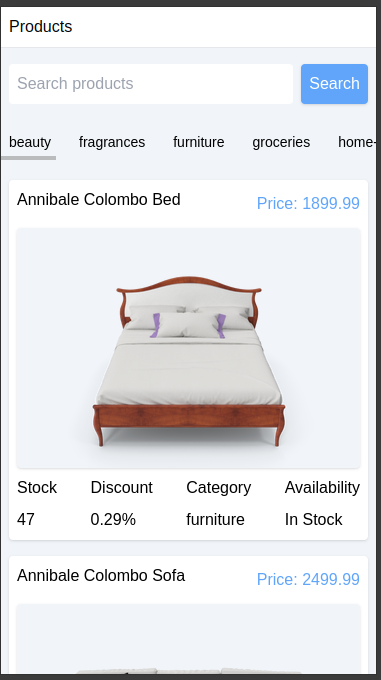 Products
Search products Search
beauty fragrances furniture groceries home-
Annibale Colombo Bed Price: 1899.99
Stock Discount Category Availability
47 0.29% furniture In Stock
Annibale Colombo Sofa Price: 2499.99